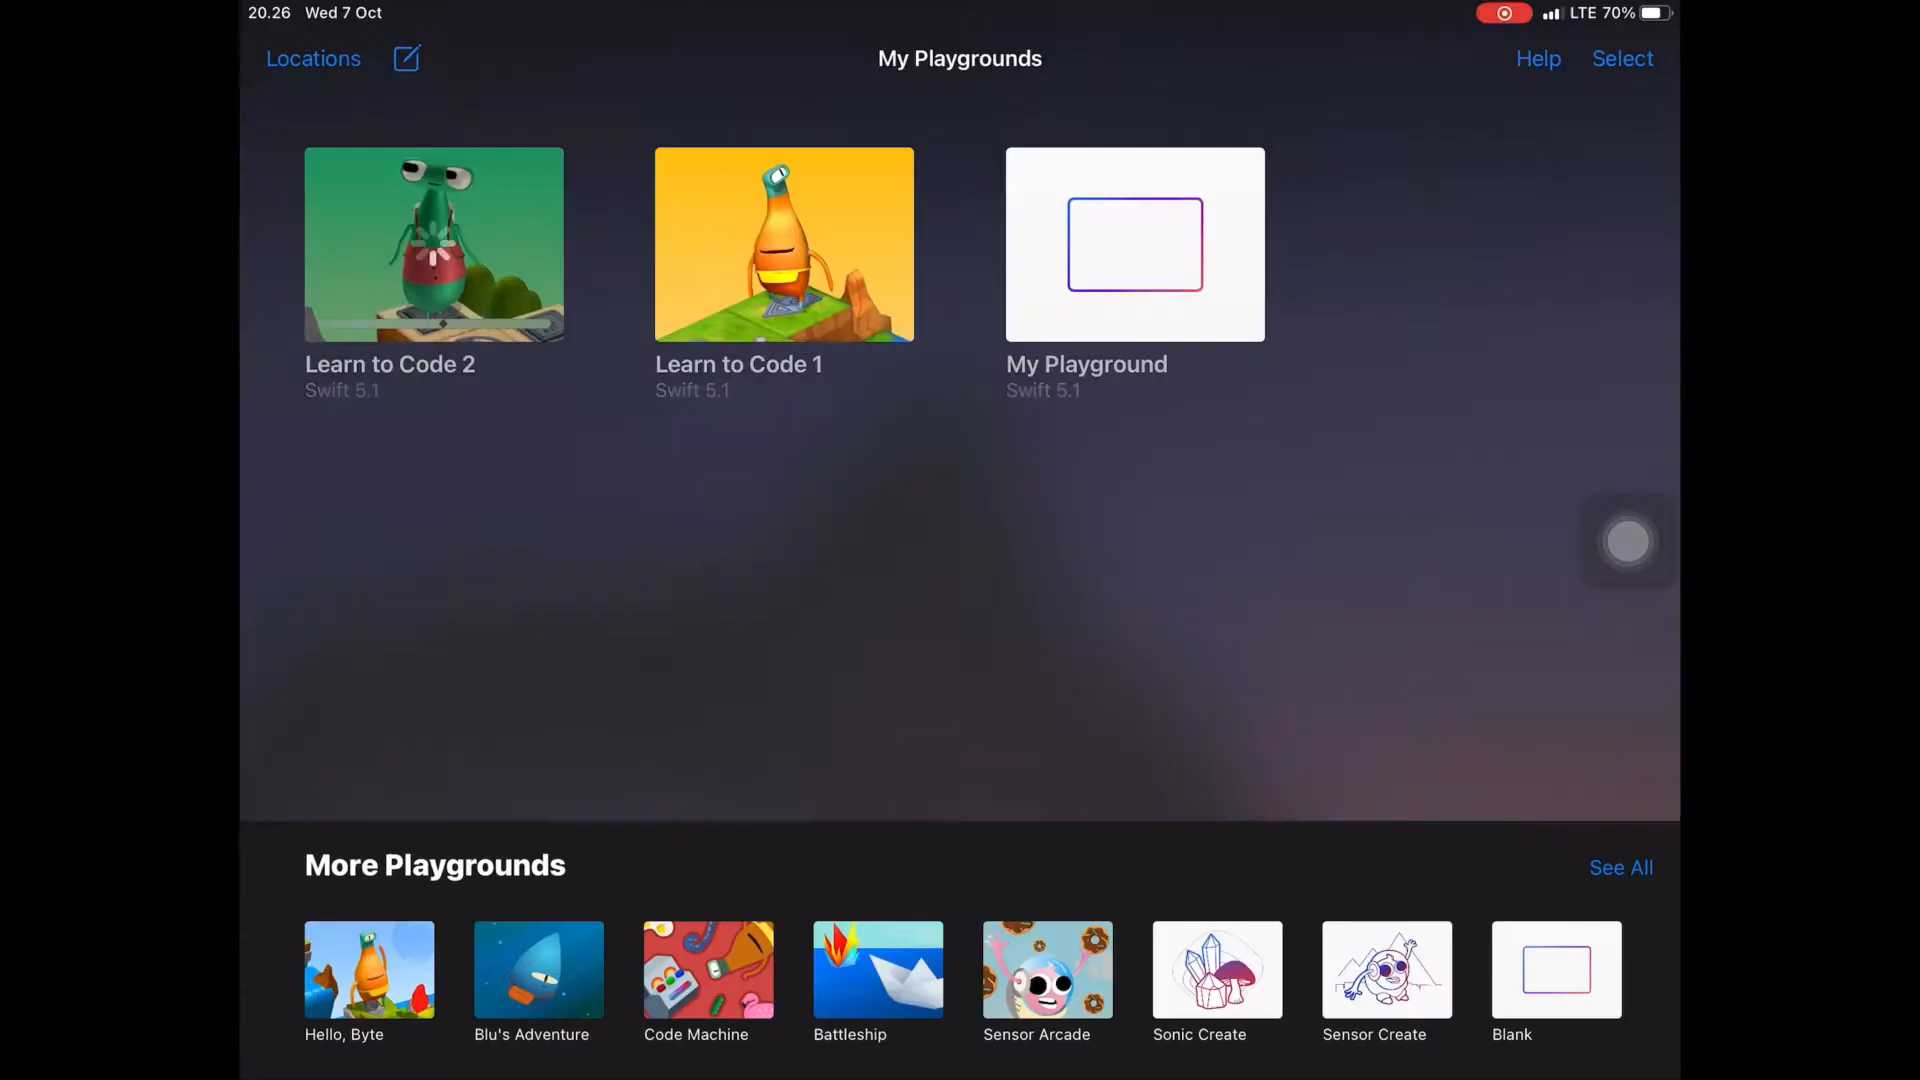 20.26 Wed 7 Oct
LTE 70%
Locations
My Playgrounds
Help Select
Learn to Code 2
Swift 5.1
Learn to Code 1
Swift 5.1
My Playground
Swift 5.1
More Playgrounds
See All
Hello, Byte
Blu's Adventure
Code Machine
Battleship
Sensor Arcade
Sonic Create
Sensor Create
Blank